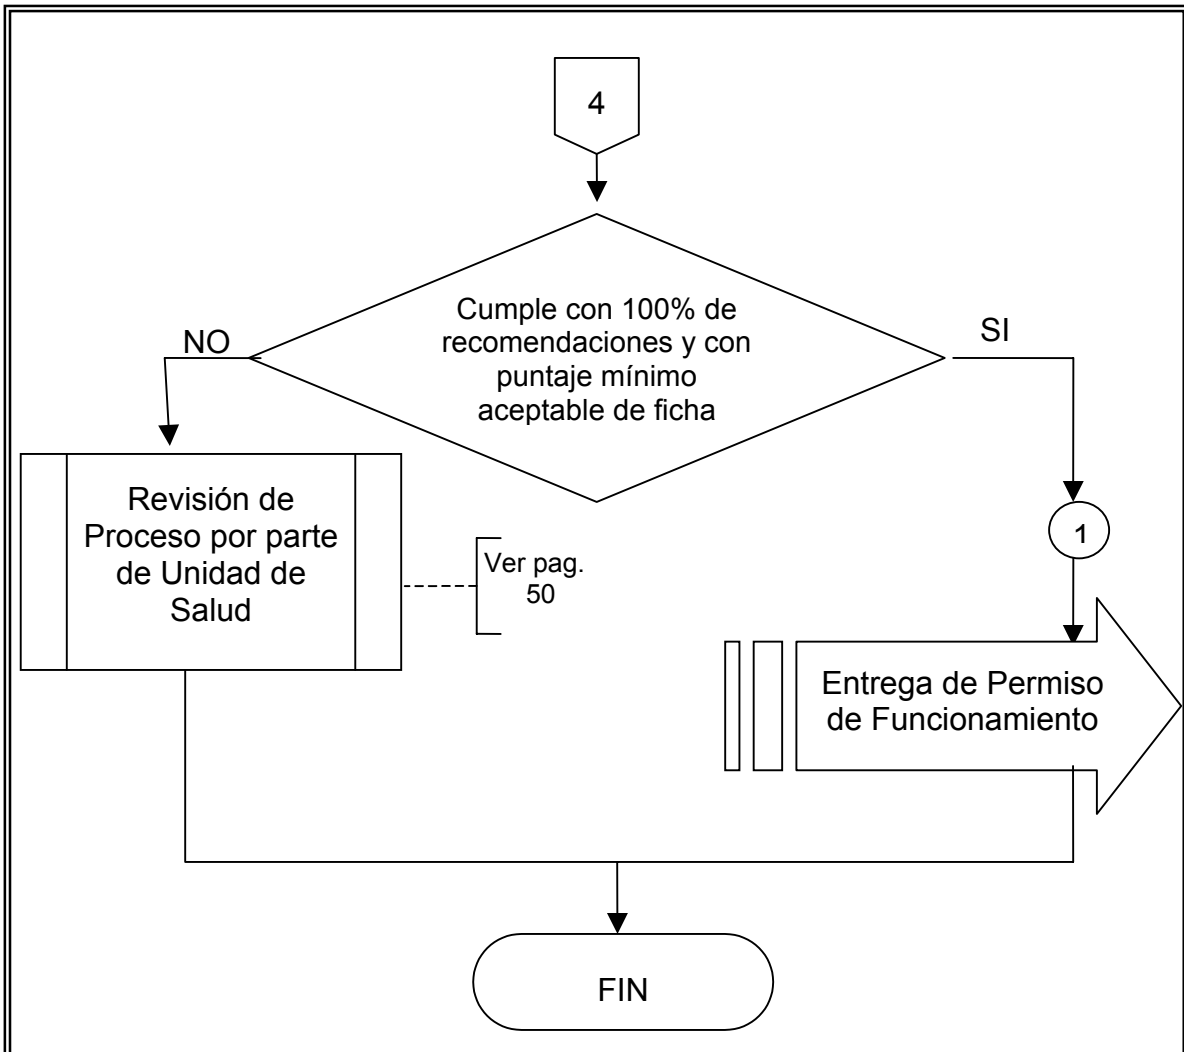 4
Cumple con 100% de
recomendaciones y con
puntaje mínimo
aceptable de ficha
NO
SI
Revisión de
Proceso por parte
de Unidad de
Salud
Ver pag.
50
1
Entrega de Permiso
de Funcionamiento
FIN